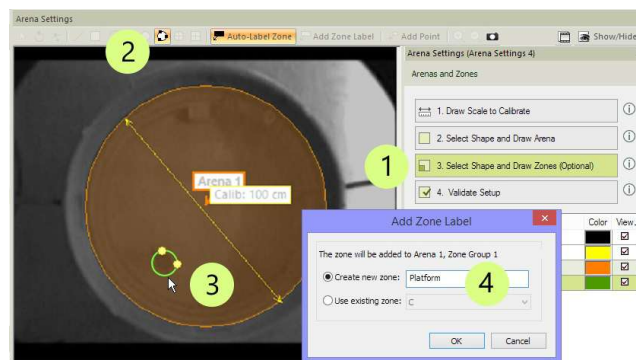 Arena Settings
Auto-Label Zone
Add Zone Label
Add Point
Show/Hide
2
Arena Settings (Arena Settings 4)
Arenas and Zones
1. Draw Scale to Calibrate
2. Select Shape and Draw Arena
1
3. Select Shape and Draw Zones (Optional)
4. Validate Setup
Arena 1
Calib: 100 cm
Color
View.
Add Zone Label
The zone will be added to Arena 1, Zone Group 1
Create new zone:
Platform
4
Use existing zone:
C
OK
Cancel
3